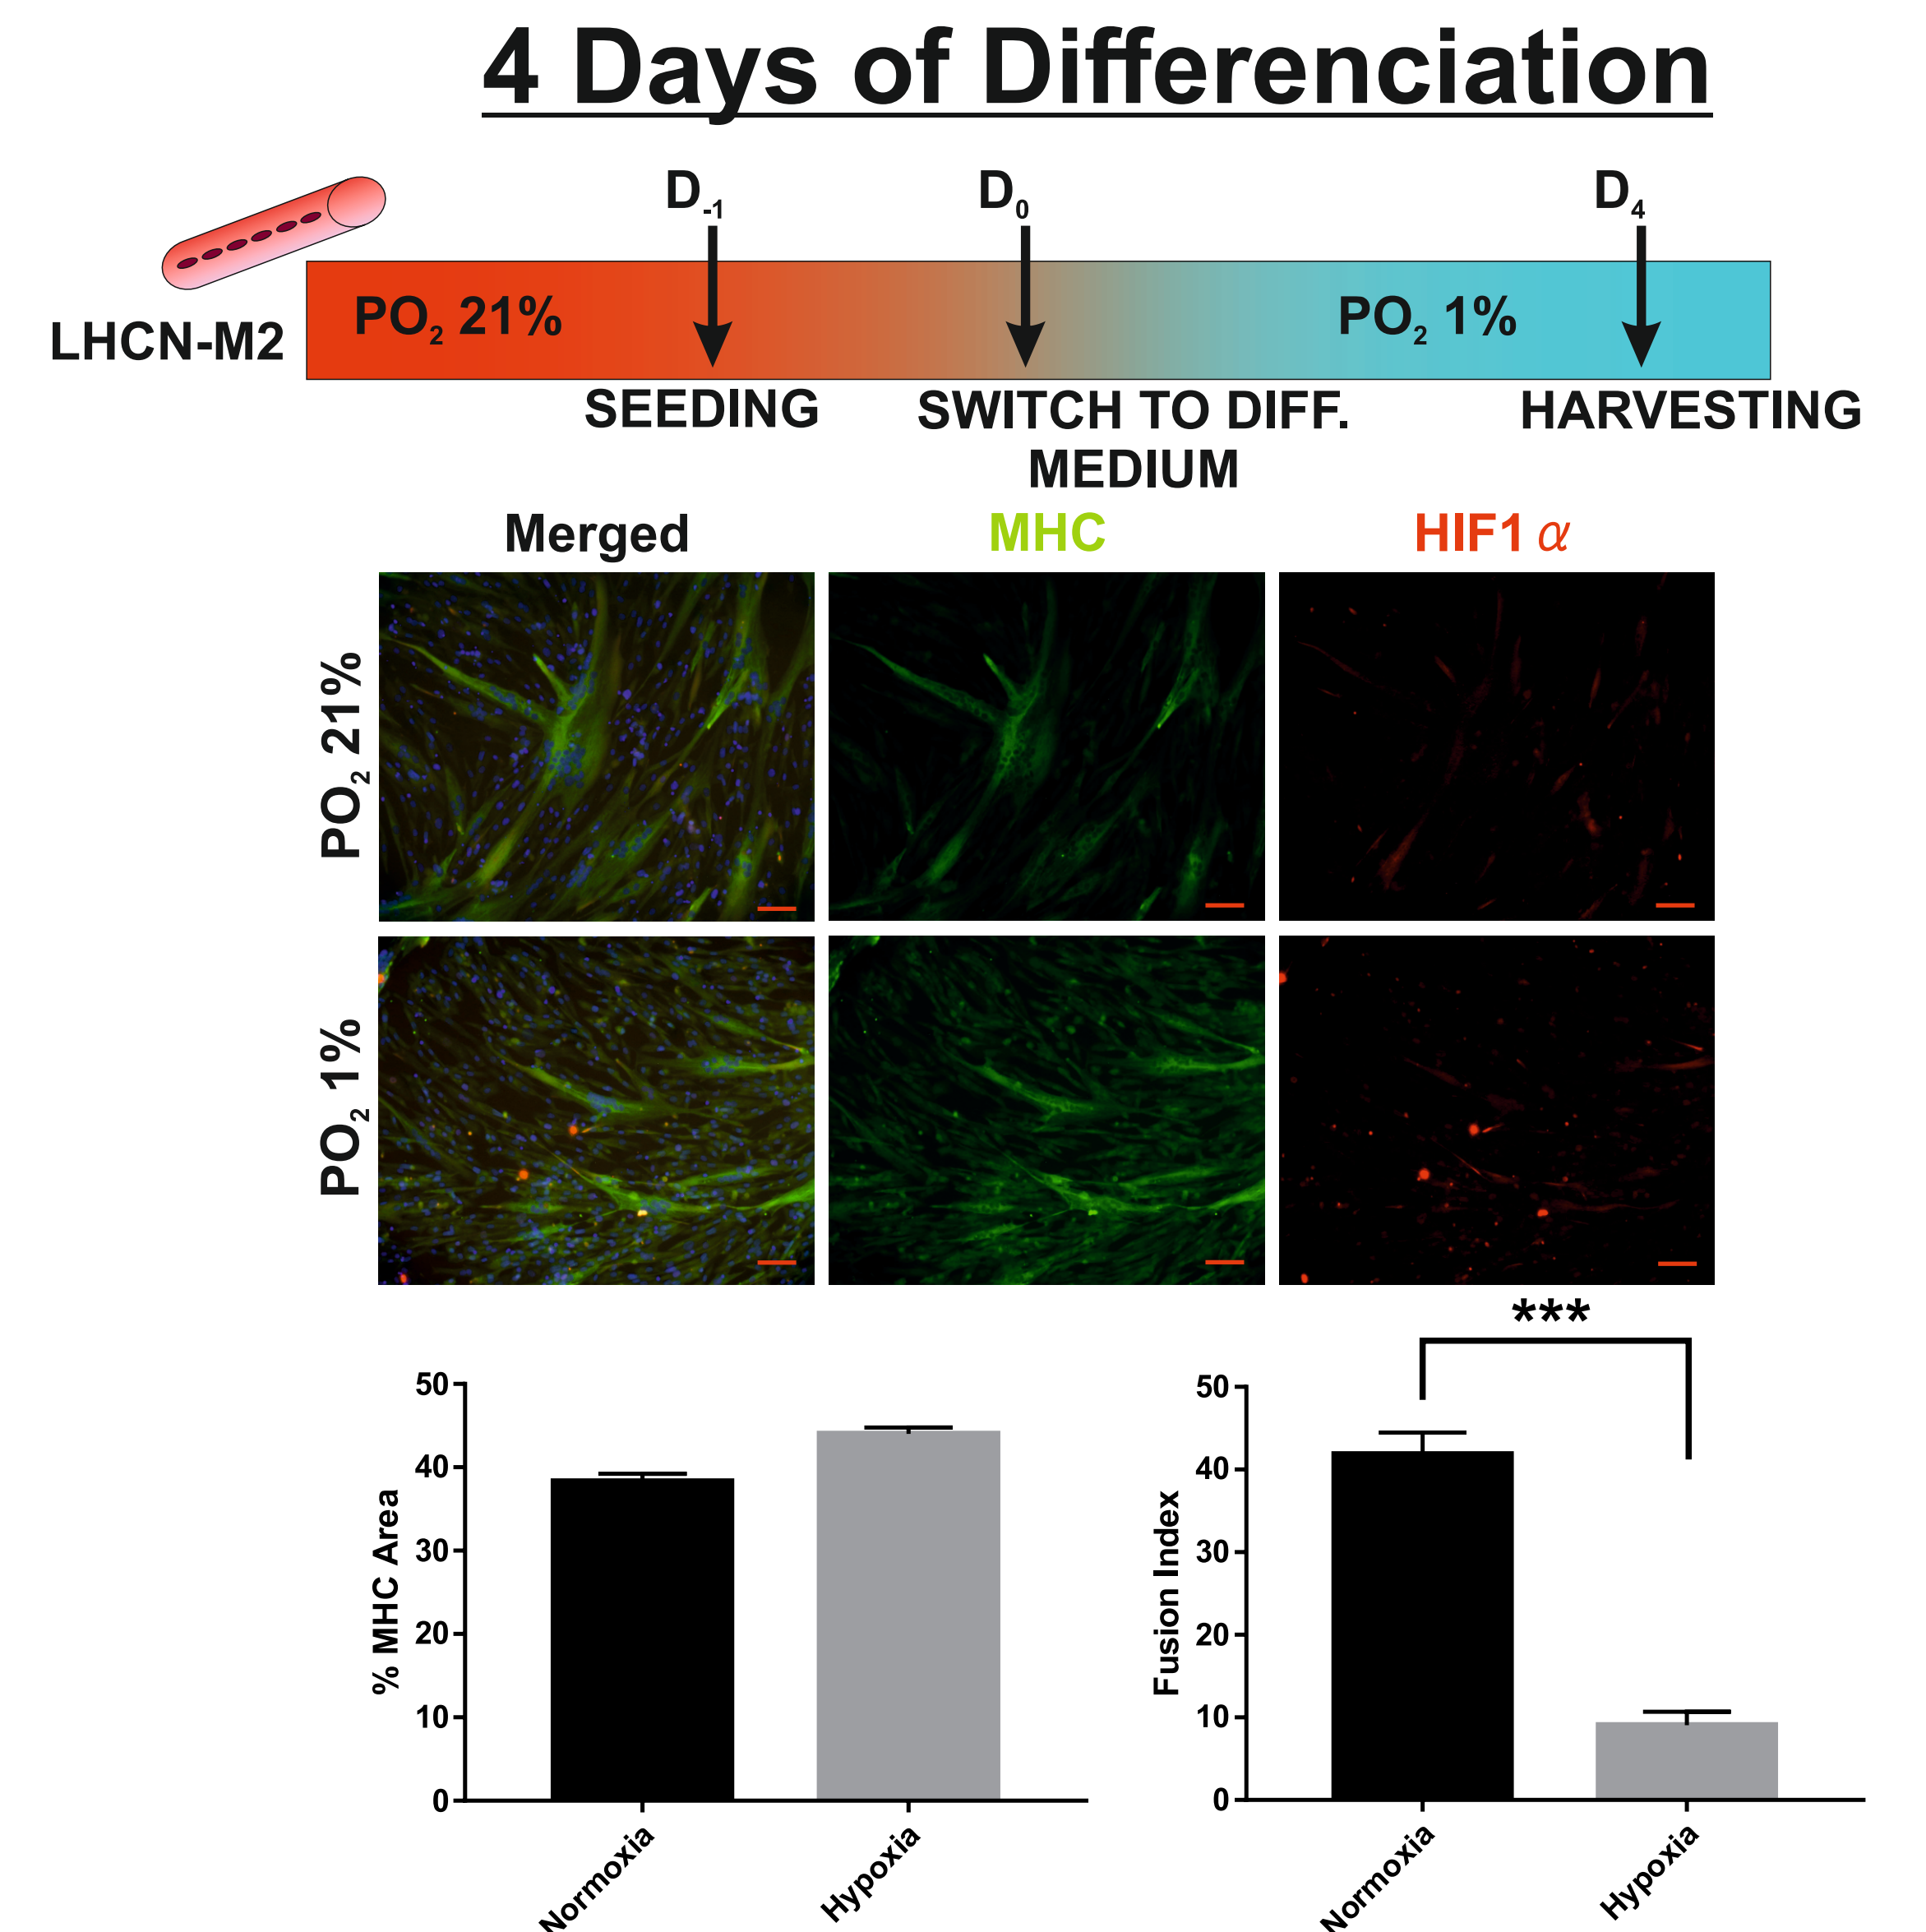 4 Days of Differenciation
D-1 D0 D4
PO2 21% PO2 1%
LHCN-M2
SEEDING SWITCH TO DIFF. HARVESTING
MEDIUM
Merged MHC HIF1 α
PO2 21%
PO2 1%
***
% MHC Area
50
40
30
20
10
0
Normoxia
Hypoxia
Fusion Index
50
40
30
20
10
0
Normoxia
Hypoxia